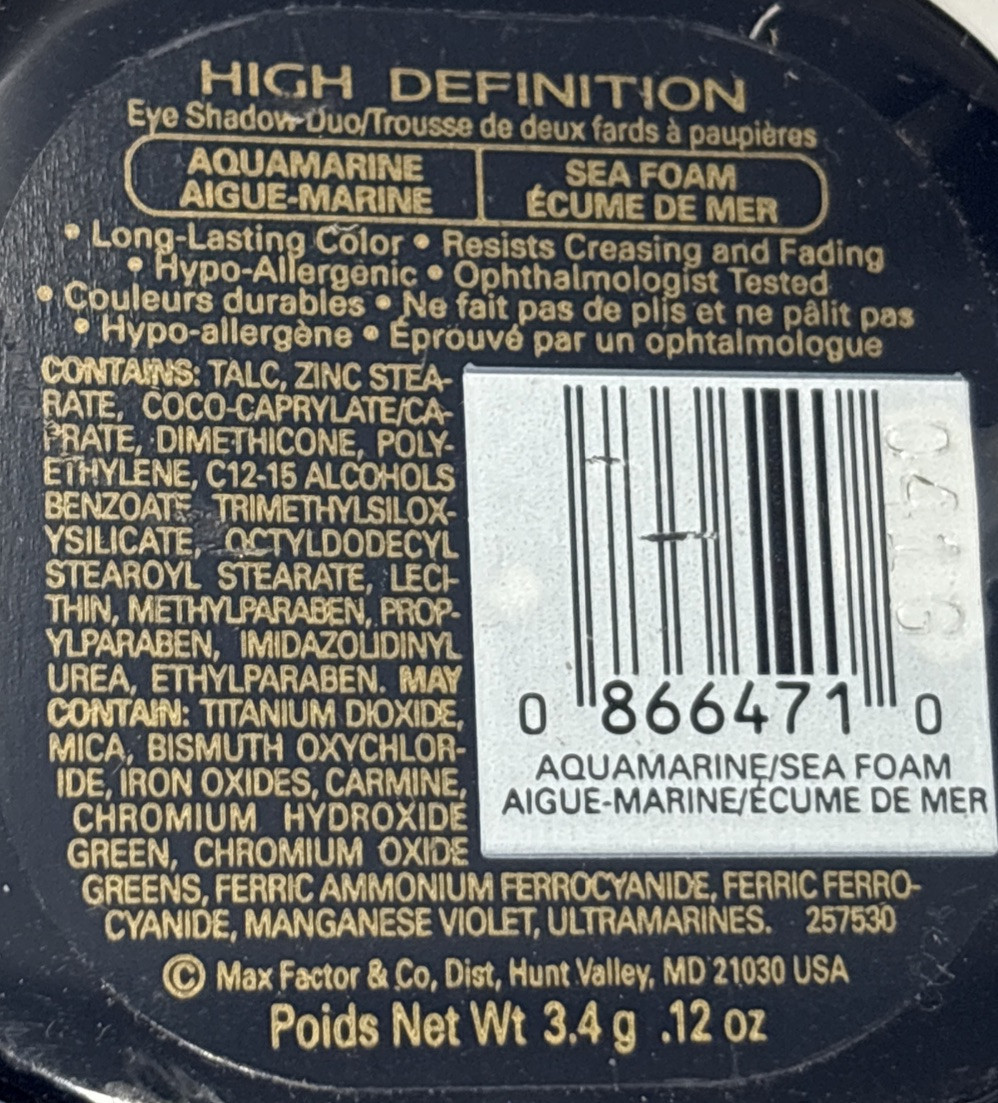 HIGH DEFINITION
Eye Shadow Duo/Trousse de deux fards à paupières
AQUAMARINE
AIGUE-MARINE
SEA FOAM
ÉCUME DE MER
• Long-Lasting Color • Resists Creasing and Fading
• Hypo-Allergenic • Ophthalmologist Tested
• Couleurs durables • Ne fait pas de plis et ne pâlit pas
• Hypo-allergène • Éprouvé par un ophtalmologue
CONTAINS: TALC, ZINC STEA-
RATE, COCO-CAPRYLATE/CA-
PRATE, DIMETHICONE, POLY-
ETHYLENE, C12-15 ALCOHOLS
BENZOATE TRIMETHYLSILOX-
YSILICATE, OCTYLDODECYL
STEAROYL STEARATE, LECI-
THIN, METHYLPARABEN, PROP-
YLPARABEN, IMIDAZOLIDINYL
UREA, ETHYLPARABEN. MAY
CONTAIN: TITANIUM DIOXIDE,
MICA, BISMUTH OXYCHLOR-
IDE, IRON OXIDES, CARMINE,
CHROMIUM HYDROXIDE
GREEN, CHROMIUM OXIDE
GREENS, FERRIC AMMONIUM FERROCYANIDE, FERRIC FERRO-
CYANIDE, MANGANESE VIOLET, ULTRAMARINES. 257530
0 866471 0
AQUAMARINE/SEA FOAM
AIGUE-MARINE/ÉCUME DE MER
© Max Factor & Co, Dist, Hunt Valley, MD 21030 USA
Poids Net Wt 3.4 g .12 oz